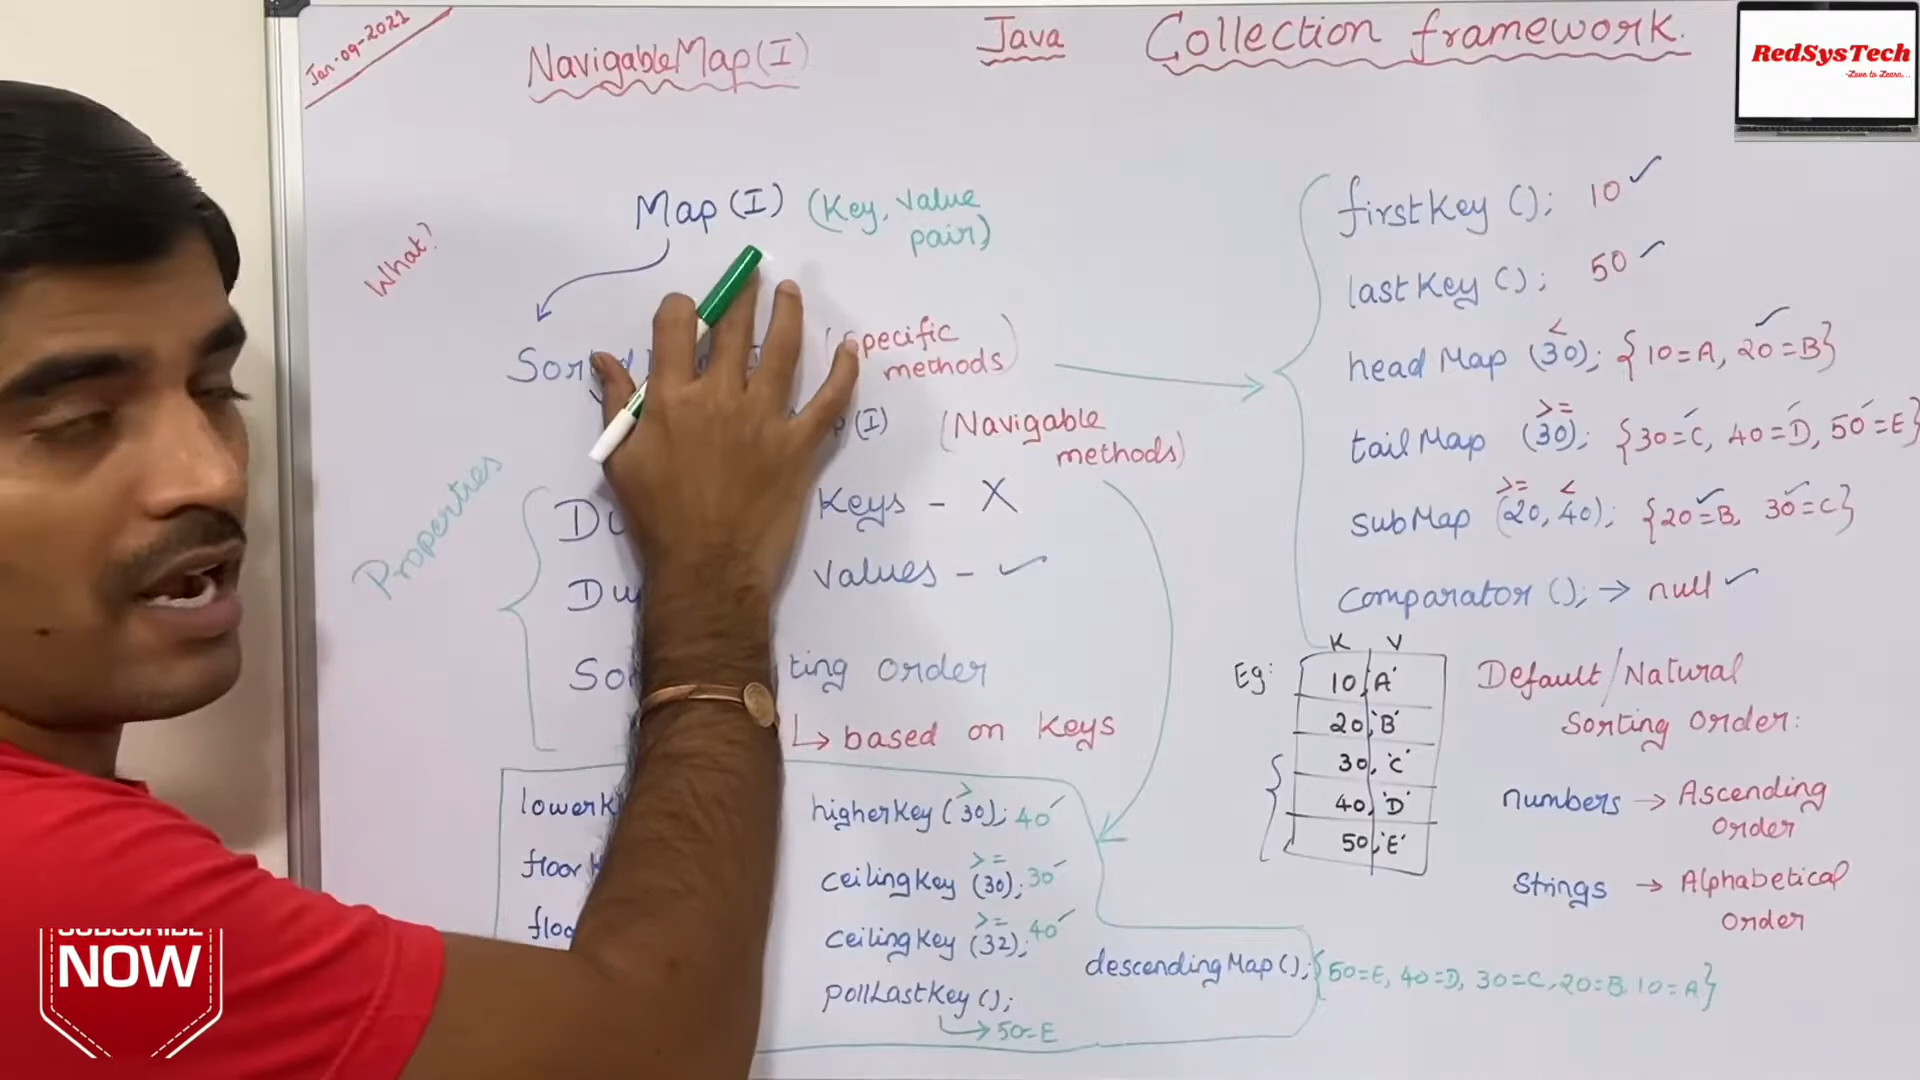 Jan-09-2021
NavigableMap(I)
Java
Collection framework.
RedSysTech
-Love to Learn...
What?
Map (I) (Key, Value
pair)
(Specific
methods)
(I) (Navigable
methods)
Properties
Keys - X
Values - ✓
Order
↳ based on Keys
higherKey (30); 40 ✓
>
ceilingKey (30); 30 ✓
>=
ceilingKey (32); 40 ✓
>=
pollLastKey ();
→ 50=E
descendingMap(); {50=E, 40=D, 30=C, 20=B 10=A}
firstKey (); 10 ✓
lastKey (); 50 ✓
<
headMap (30); {10=A, 20=B}
>=
tailMap (30); {30=C, 40=D, 50=E}
>= <
subMap (20, 40); {20=B, 30=C}
comparator (); → null ✓
K V
Eg:
10, 'A'
20, 'B'
30, 'C'
40, 'D'
50, 'E'
Default/Natural
Sorting Order:
numbers → Ascending
Order
Strings → Alphabetical
Order
NOW